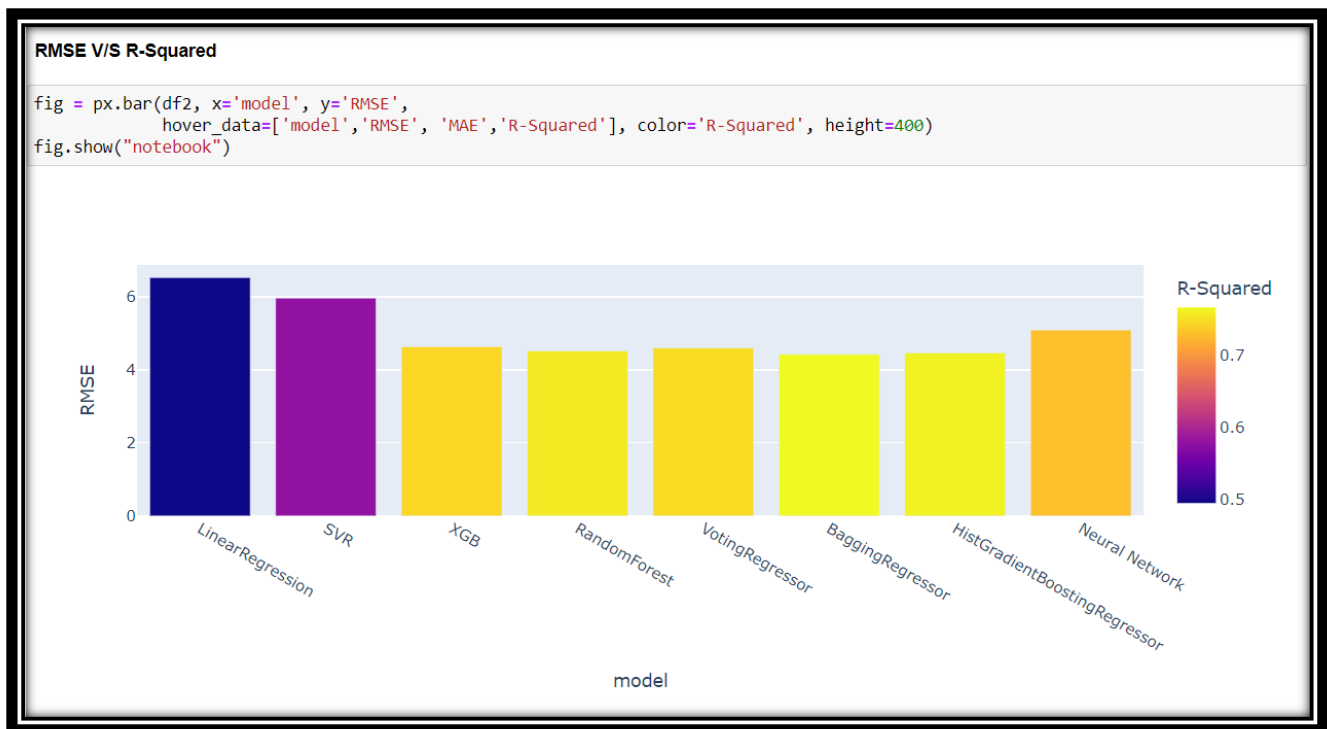 RMSE V/S R-Squared
fig = px.bar(df2, x='model', y='RMSE',
hover_data=['model','RMSE', 'MAE','R-Squared'], color='R-Squared', height=400)
fig.show("notebook")
R-Squared
6
4
2
0
RMSE
0.7
0.6
0.5
LinearRegression
SVR
XGB
RandomForest
VotingRegressor
BaggingRegressor
HistGradientBoostingRegressor
Neural Network
model